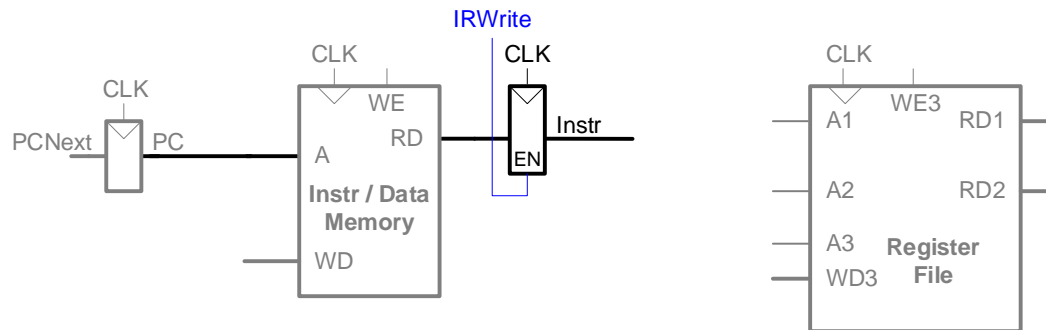 IRWrite
CLK
CLK
CLK
CLK
WE
WE3
PCNext
PC
A
RD
EN
Instr
Instr / Data
Memory
WD
A1
RD1
A2
RD2
A3
WD3
Register
File